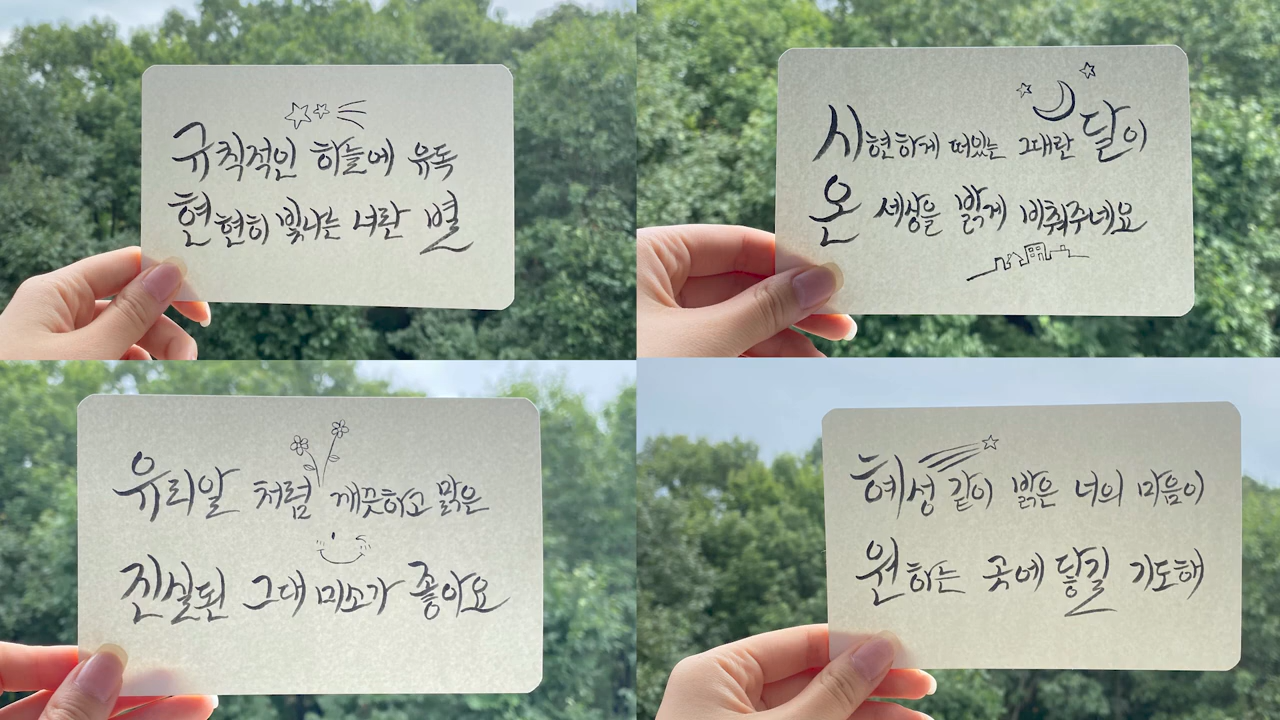 규칙적인 하늘에 유독
현현히 빛나는 너란 별
시현하게 떠있는 그대란 달이
온 세상을 밝게 비춰주네요
유리알 처럼 깨끗하고 맑은
진실된 그대 미소가 좋아요
혜성 같이 밝은 너의 마음이
원하는 곳에 닿길 기도해